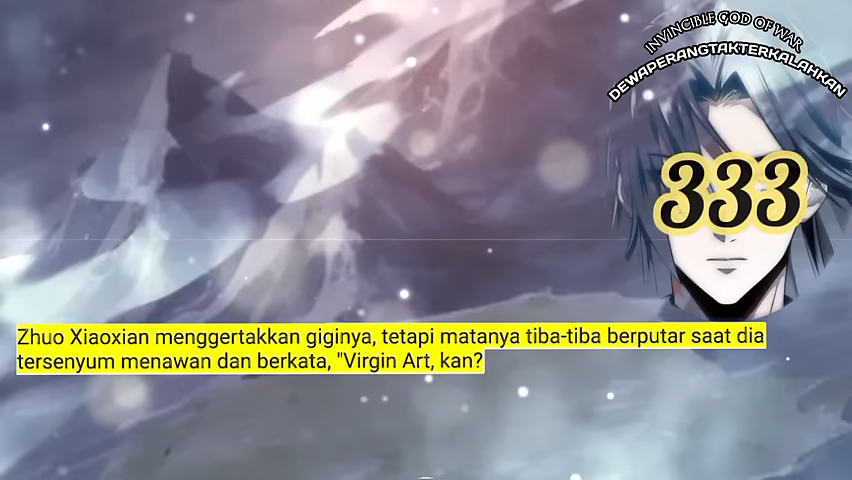 INVINCIBLE GOD OF WAR
DEWAPERANGTAKTERKALAHKAN
333
Zhuo Xiaoxian menggertakkan giginya, tetapi matanya tiba-tiba berputar saat dia
tersenyum menawan dan berkata, "Virgin Art, kan?